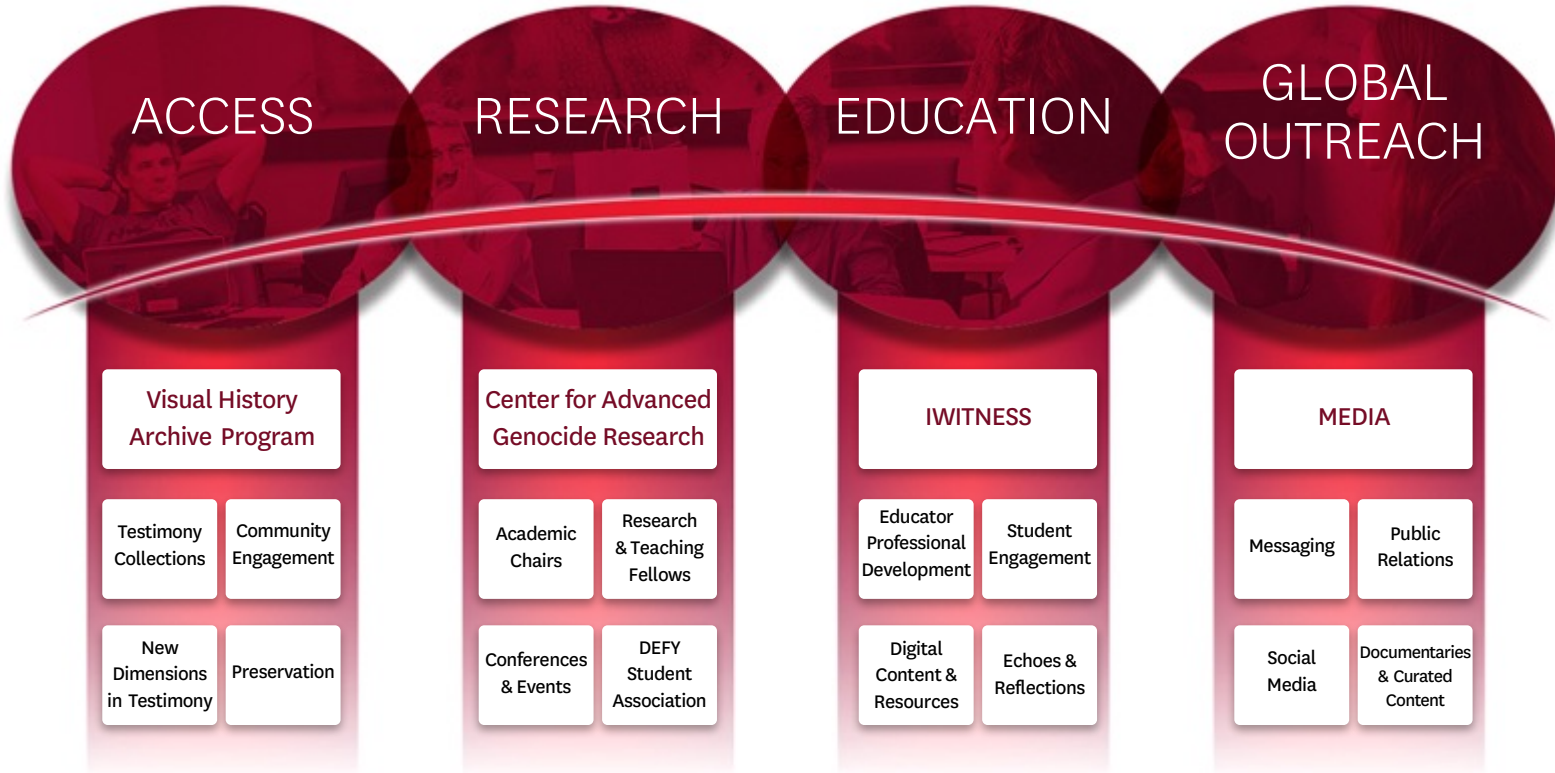 ACCESS
RESEARCH
EDUCATION
GLOBAL
OUTREACH
Visual History
Archive Program
Testimony
Collections
Community
Engagement
New
Dimensions
in Testimony
Preservation
Center for Advanced
Genocide Research
Academic
Chairs
Research
& Teaching
Fellows
Conferences
& Events
DEFY
Student
Association
IWITNESS
Educator
Professional
Development
Student
Engagement
Digital
Content &
Resources
Echoes &
Reflections
MEDIA
Messaging
Public
Relations
Social
Media
Documentaries
& Curated
Content